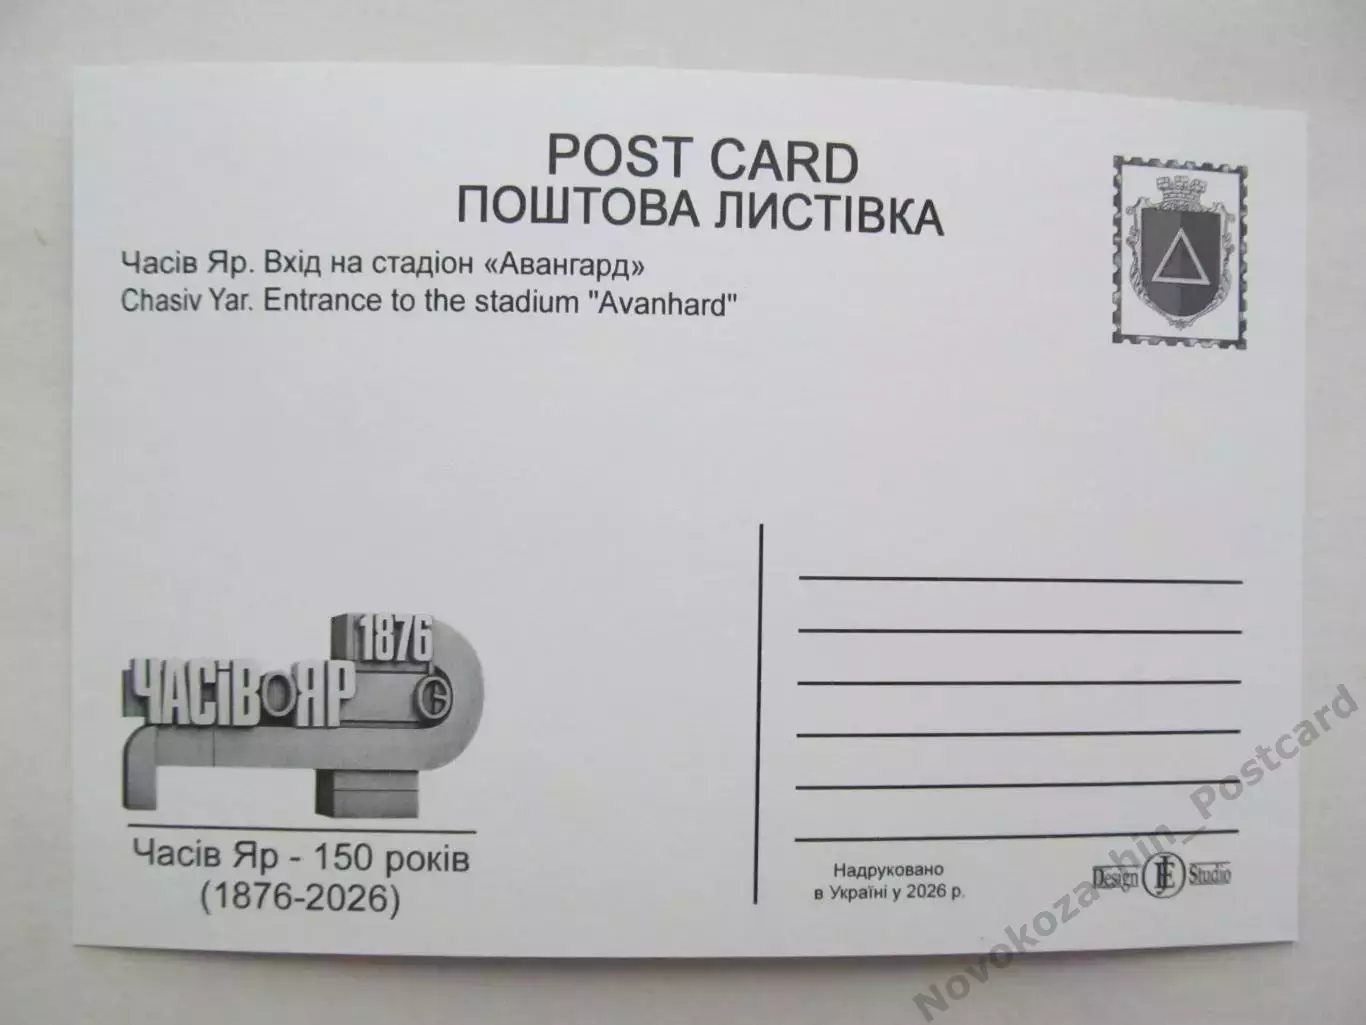 POST CARD
ПОШТОВА ЛИСТІВКА
Часів Яр. Вхід на стадіон «Авангард»
Chasiv Yar. Entrance to the stadium "Avanhard"
1876
ЧАСІВ ЯР
Часів Яр - 150 років
(1876-2026)
Надруковано
в Україні у 2026 р.
Design Studio
Novokozachin_Postcard